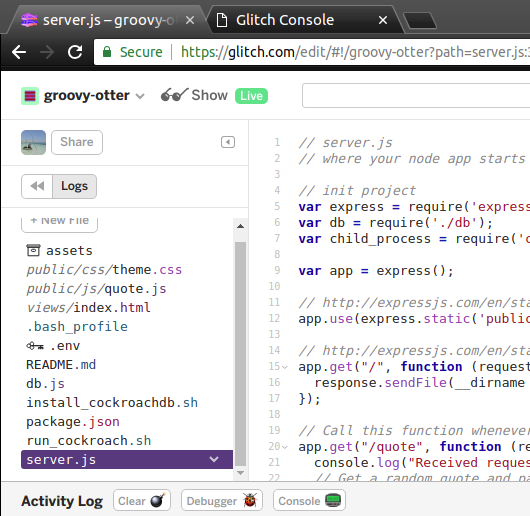 server.js – groovy-o
Glitch Console
Secure https://glitch.com/edit/#!/groovy-otter?path=server.js:
groovy-otter Show Live
Share
Logs
+ New File
assets
public/css/theme.css
public/js/quote.js
views/index.html
.bash_profile
.env
README.md
db.js
install_cockroachdb.sh
package.json
run_cockroach.sh
server.js
1 // server.js
2 // where your node app starts
3
4 // init project
5 var express = require('express
6 var db = require('./db');
7 var child_process = require('c
8
9 var app = express();
10
11 // http://expressjs.com/en/sta
12 app.use(express.static('public
13
14 // http://expressjs.com/en/sta
15 app.get("/", function (request
16 response.sendFile(__dirname
17 });
18
19 // Call this function whenever
20 app.get("/quote", function (re
21 console.log("Received reques
22 // Get a random quote and pa
Activity Log Clear Debugger Console